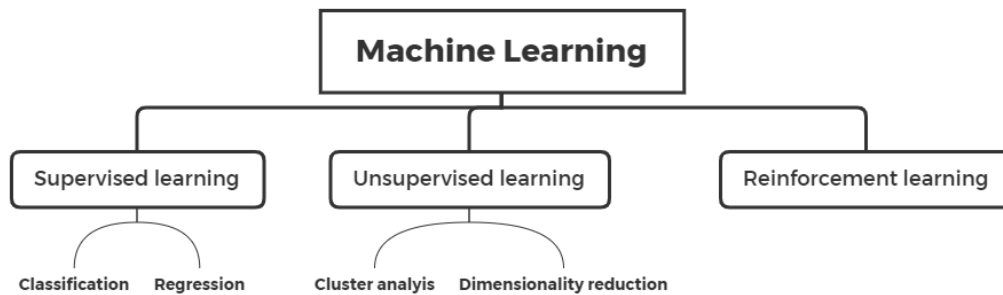 Machine Learning
Supervised learning
Unsupervised learning
Reinforcement learning
Classification
Regression
Cluster analyis
Dimensionality reduction